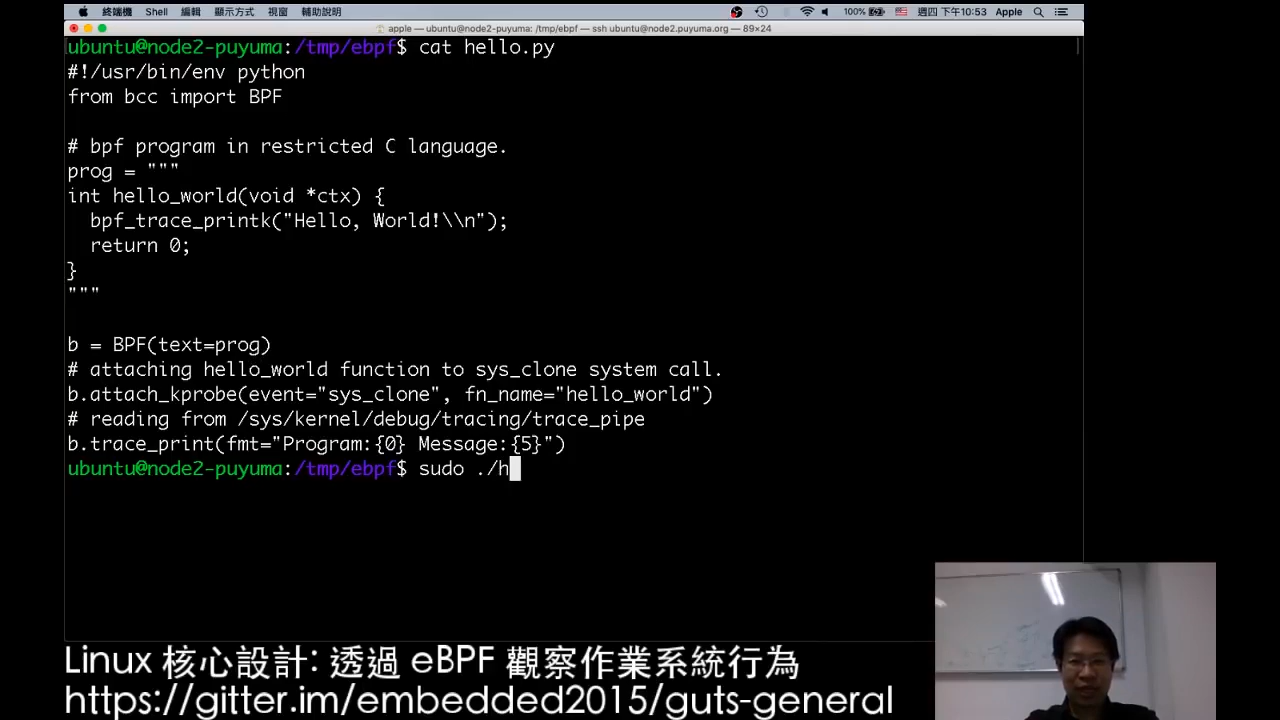 終端機 Shell 編輯 顯示方式 視窗 輔助說明 100% 週四 下午10:53 Apple
apple — ubuntu@node2-puyuma: /tmp/ebpf — ssh ubuntu@node2.puyuma.org — 89×24
ubuntu@node2-puyuma:/tmp/ebpf$ cat hello.py
#!/usr/bin/env python
from bcc import BPF
# bpf program in restricted C language.
prog = """
int hello_world(void *ctx) {
  bpf_trace_printk("Hello, World!\\n");
  return 0;
}
"""
b = BPF(text=prog)
# attaching hello_world function to sys_clone system call.
b.attach_kprobe(event="sys_clone", fn_name="hello_world")
# reading from /sys/kernel/debug/tracing/trace_pipe
b.trace_print(fmt="Program:{0} Message:{5}")
ubuntu@node2-puyuma:/tmp/ebpf$ sudo ./h
Linux 核心設計: 透過 eBPF 觀察作業系統行為
https://gitter.im/embedded2015/guts-general